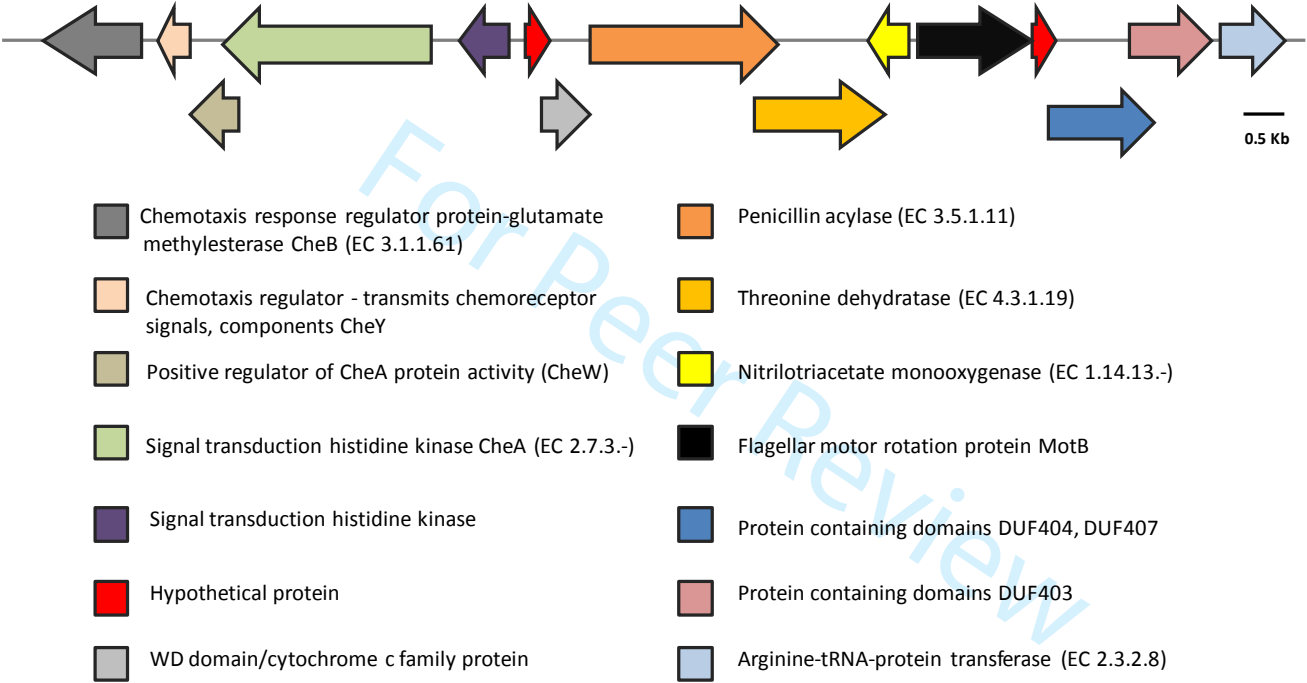 0.5 Kb
Chemotaxis response regulator protein-glutamate
methylesterase CheB (EC 3.1.1.61)
Chemotaxis regulator - transmits chemoreceptor
signals, components CheY
Positive regulator of CheA protein activity (CheW)
Signal transduction histidine kinase CheA (EC 2.7.3.-)
Signal transduction histidine kinase
Hypothetical protein
WD domain/cytochrome c family protein
Penicillin acylase (EC 3.5.1.11)
Threonine dehydratase (EC 4.3.1.19)
Nitrilotriacetate monooxygenase (EC 1.14.13.-)
Flagellar motor rotation protein MotB
Protein containing domains DUF404, DUF407
Protein containing domains DUF403
Arginine-tRNA-protein transferase (EC 2.3.2.8)
For Peer Review